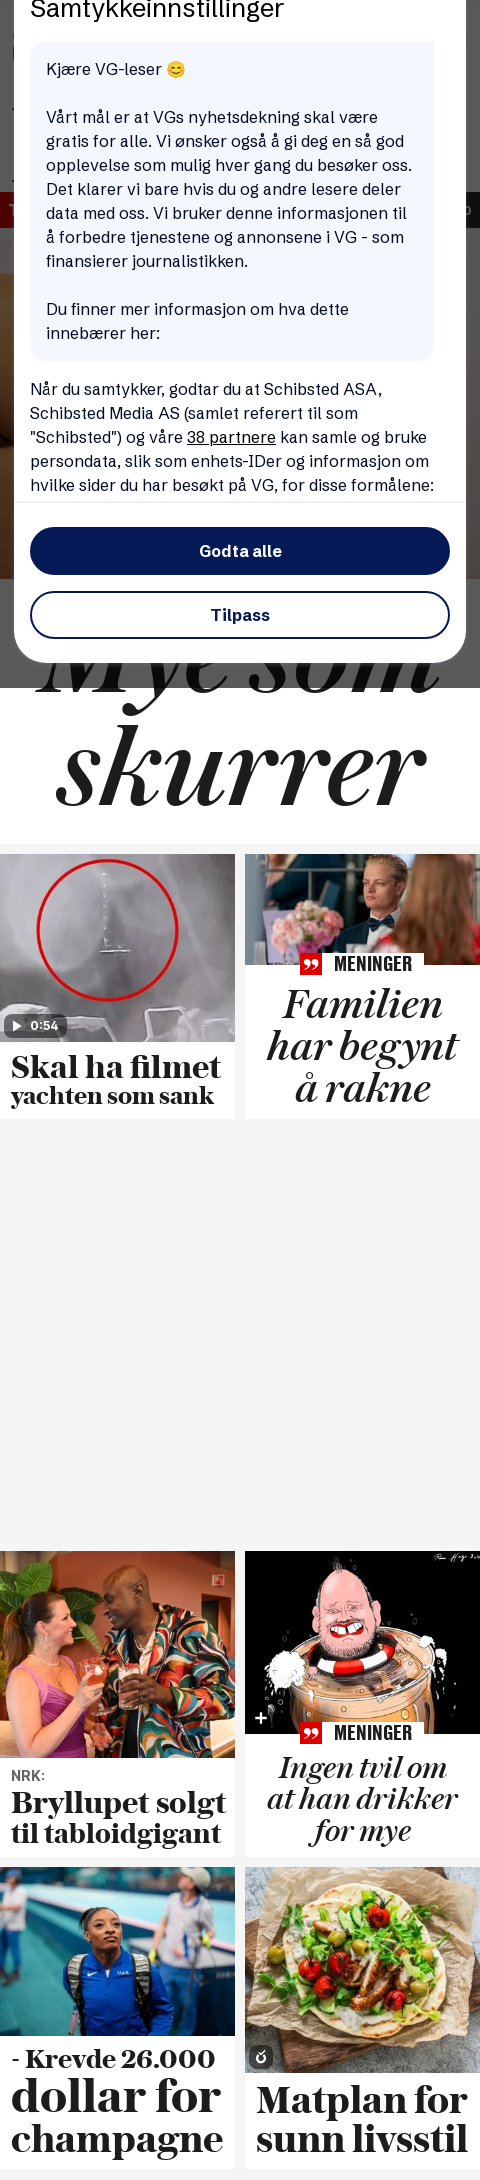 Samtykkeinnstillinger
Kjære VG-leser 😊
Vårt mål er at VGs nyhetsdekning skal være
gratis for alle. Vi ønsker også å gi deg en så god
opplevelse som mulig hver gang du besøker oss.
Det klarer vi bare hvis du og andre lesere deler
data med oss. Vi bruker denne informasjonen til
å forbedre tjenestene og annonsene i VG - som
finansierer journalistikken.
Du finner mer informasjon om hva dette
innebærer her:
Når du samtykker, godtar du at Schibsted ASA,
Schibsted Media AS (samlet referert til som
"Schibsted") og våre 38 partnere kan samle og bruke
persondata, slik som enhets-IDer og informasjon om
hvilke sider du har besøkt på VG, for disse formålene:
Godta alle
Tilpass
Mye som
skurrer
0:54
Skal ha filmet
yachten som sank
MENINGER
Familien
har begynt
å rakne
NRK:
Bryllupet solgt
til tabloidgigant
MENINGER
Ingen tvil om
at han drikker
for mye
- Krevde 26.000
dollar for
champagne
Matplan for
sunn livsstil